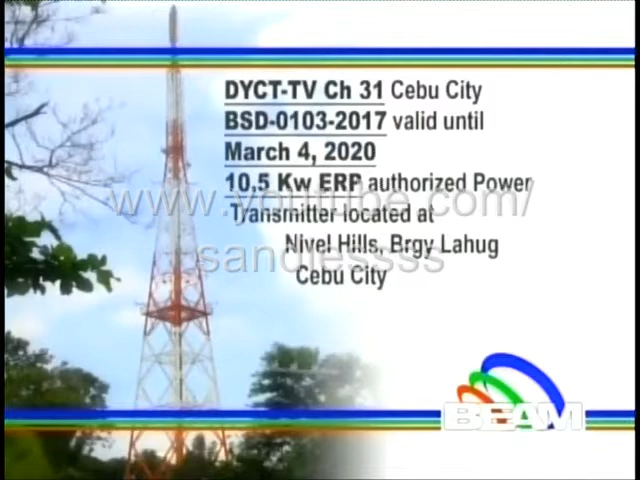 DYCT-TV Ch 31 Cebu City
BSD-0103-2017 valid until
March 4, 2020
10,5 Kw ERP authorized Power
www.youtube.com/
Transmitter located at
Nivel Hills, Brgy Lahug
sandlessss
Cebu City
BEAM